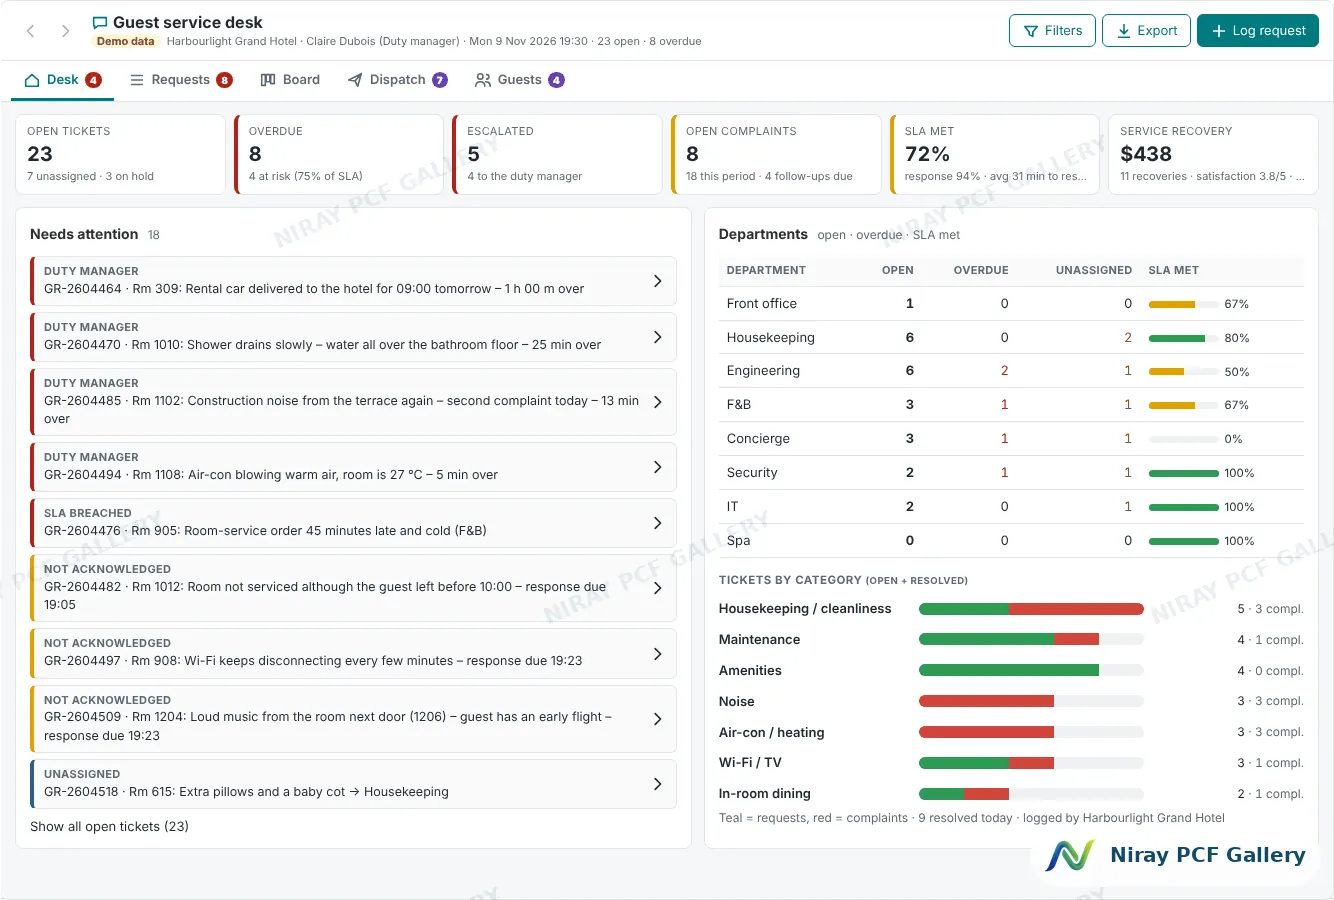 Guest service desk
Demo data Harbourlight Grand Hotel · Claire Dubois (Duty manager) · Mon 9 Nov 2026 19:30 · 23 open · 8 overdue
Filters
Export
Log request
Desk 4
Requests 8
Board
Dispatch 7
Guests 4
OPEN TICKETS
23
7 unassigned · 3 on hold
OVERDUE
8
4 at risk (75% of SLA)
ESCALATED
5
4 to the duty manager
OPEN COMPLAINTS
8
18 this period · 4 follow-ups due
SLA MET
72%
response 94% · avg 31 min to res...
SERVICE RECOVERY
$438
11 recoveries · satisfaction 3.8/5 · ...
Needs attention 18
DUTY MANAGER
GR-2604464 · Rm 309: Rental car delivered to the hotel for 09:00 tomorrow – 1 h 00 m over
DUTY MANAGER
GR-2604470 · Rm 1010: Shower drains slowly – water all over the bathroom floor – 25 min over
DUTY MANAGER
GR-2604485 · Rm 1102: Construction noise from the terrace again – second complaint today – 13 min
over
DUTY MANAGER
GR-2604494 · Rm 1108: Air-con blowing warm air, room is 27 °C – 5 min over
SLA BREACHED
GR-2604476 · Rm 905: Room-service order 45 minutes late and cold (F&B)
NOT ACKNOWLEDGED
GR-2604482 · Rm 1012: Room not serviced although the guest left before 10:00 – response due
19:05
NOT ACKNOWLEDGED
GR-2604497 · Rm 908: Wi-Fi keeps disconnecting every few minutes – response due 19:23
NOT ACKNOWLEDGED
GR-2604509 · Rm 1204: Loud music from the room next door (1206) – guest has an early flight –
response due 19:23
UNASSIGNED
GR-2604518 · Rm 615: Extra pillows and a baby cot → Housekeeping
Show all open tickets (23)
Departments open · overdue · SLA met
DEPARTMENT OPEN OVERDUE UNASSIGNED SLA MET
Front office 1 0 0 67%
Housekeeping 6 0 2 80%
Engineering 6 2 1 50%
F&B 3 1 1 67%
Concierge 3 1 1 0%
Security 2 1 1 100%
IT 2 0 1 100%
Spa 0 0 0 100%
TICKETS BY CATEGORY (OPEN + RESOLVED)
Housekeeping / cleanliness 5 · 3 compl.
Maintenance 4 · 1 compl.
Amenities 4 · 0 compl.
Noise 3 · 3 compl.
Air-con / heating 3 · 3 compl.
Wi-Fi / TV 3 · 1 compl.
In-room dining 2 · 1 compl.
Teal = requests, red = complaints · 9 resolved today · logged by Harbourlight Grand Hotel
Niray PCF Gallery
NIRAY PCF GALLERY
NIRAY PCF GALLERY
NIRAY PCF GALLERY
NIRAY PCF GALLERY
NIRAY PCF GALLERY